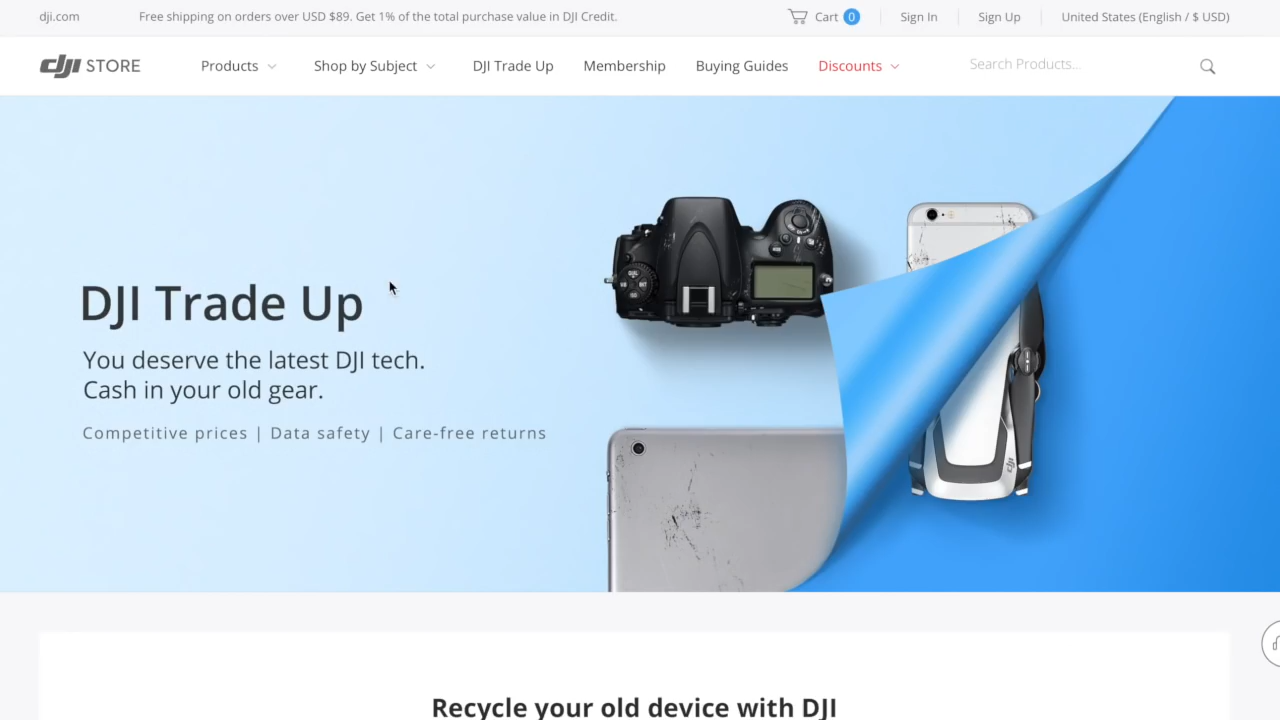 dji.com
Free shipping on orders over USD $89. Get 1% of the total purchase value in DJI Credit.
Cart 0
Sign In
Sign Up
United States (English / $ USD)
dji STORE
Products
Shop by Subject
DJI Trade Up
Membership
Buying Guides
Discounts
Search Products...
DJI Trade Up
You deserve the latest DJI tech.
Cash in your old gear.
Competitive prices | Data safety | Care-free returns
Recycle your old device with DJI